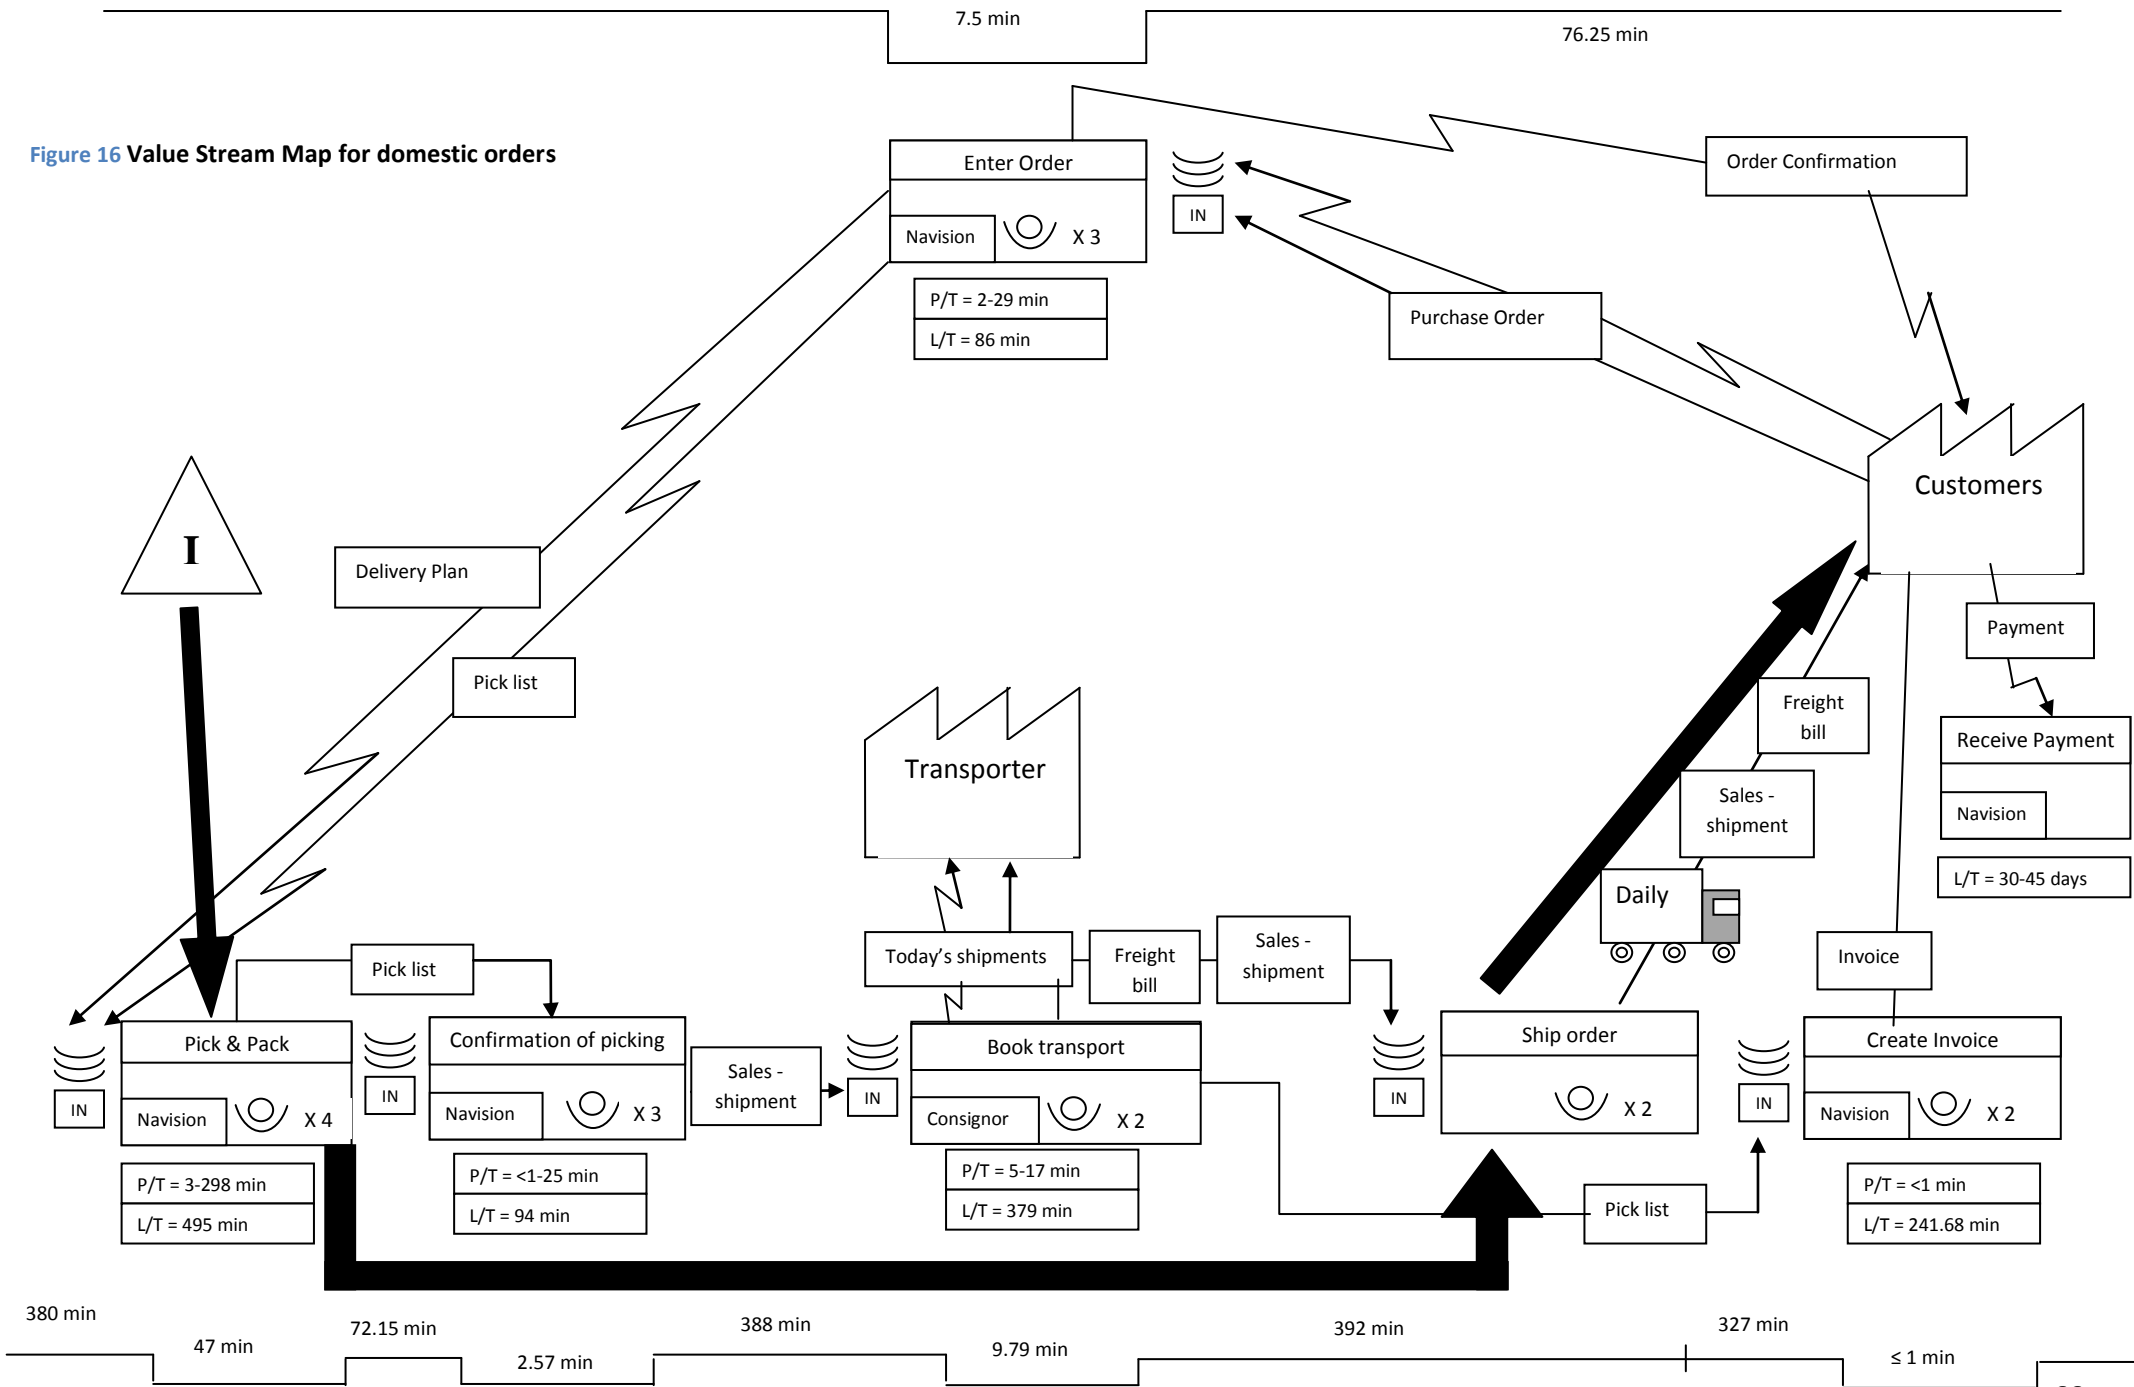 7.5 min
76.25 min
Figure 16 Value Stream Map for domestic orders
Enter Order
Navision
X 3
IN
P/T = 2-29 min
L/T = 86 min
Order Confirmation
Purchase Order
Customers
I
Delivery Plan
Pick list
Transporter
Payment
Freight
bill
Receive Payment
Navision
L/T = 30-45 days
Sales -
shipment
Daily
Invoice
Pick list
Today's shipments
Freight
bill
Sales -
shipment
IN
Pick & Pack
Navision
X 4
P/T = 3-298 min
L/T = 495 min
IN
Confirmation of picking
Navision
X 3
P/T = <1-25 min
L/T = 94 min
Sales -
shipment
IN
Book transport
Consignor
X 2
P/T = 5-17 min
L/T = 379 min
IN
Ship order
X 2
Pick list
IN
Create Invoice
Navision
X 2
P/T = <1 min
L/T = 241.68 min
380 min
47 min
72.15 min
2.57 min
388 min
9.79 min
392 min
327 min
≤ 1 min